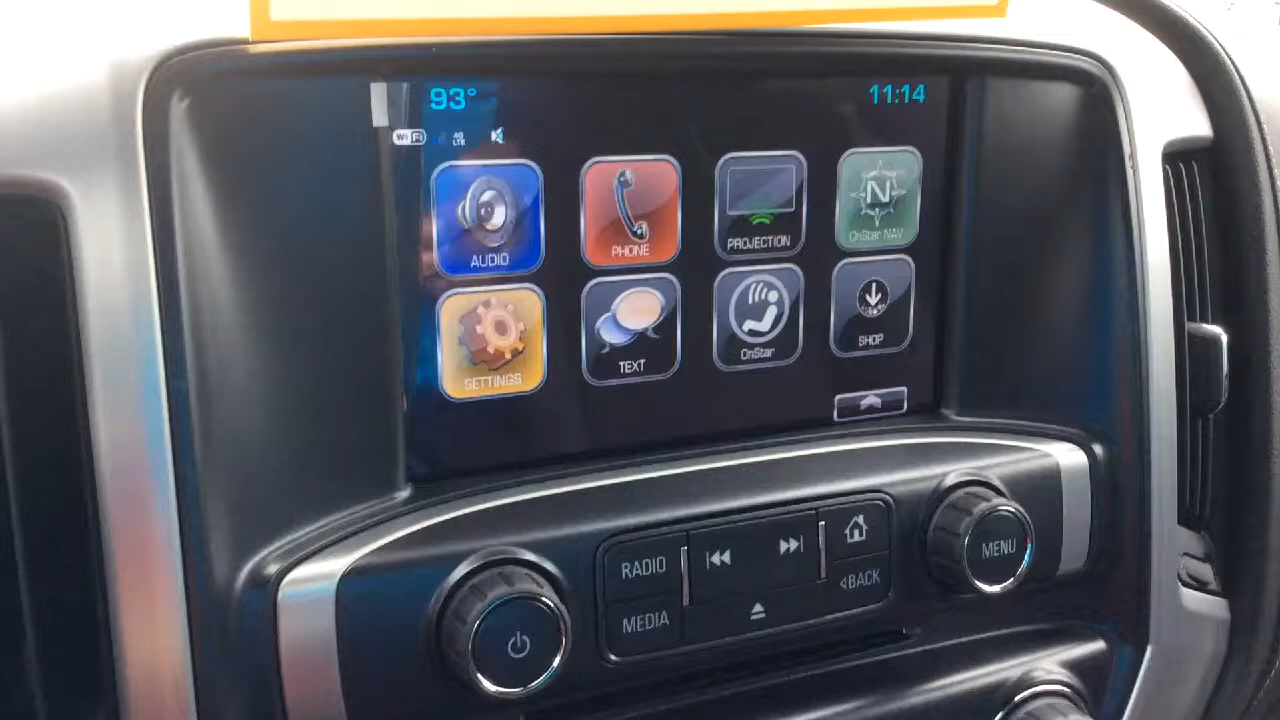 93° 11:14
WiFi 4G LTE
AUDIO PHONE PROJECTION N OnStar NAV
SETTINGS TEXT OnStar SHOP
RADIO
MEDIA
BACK
MENU